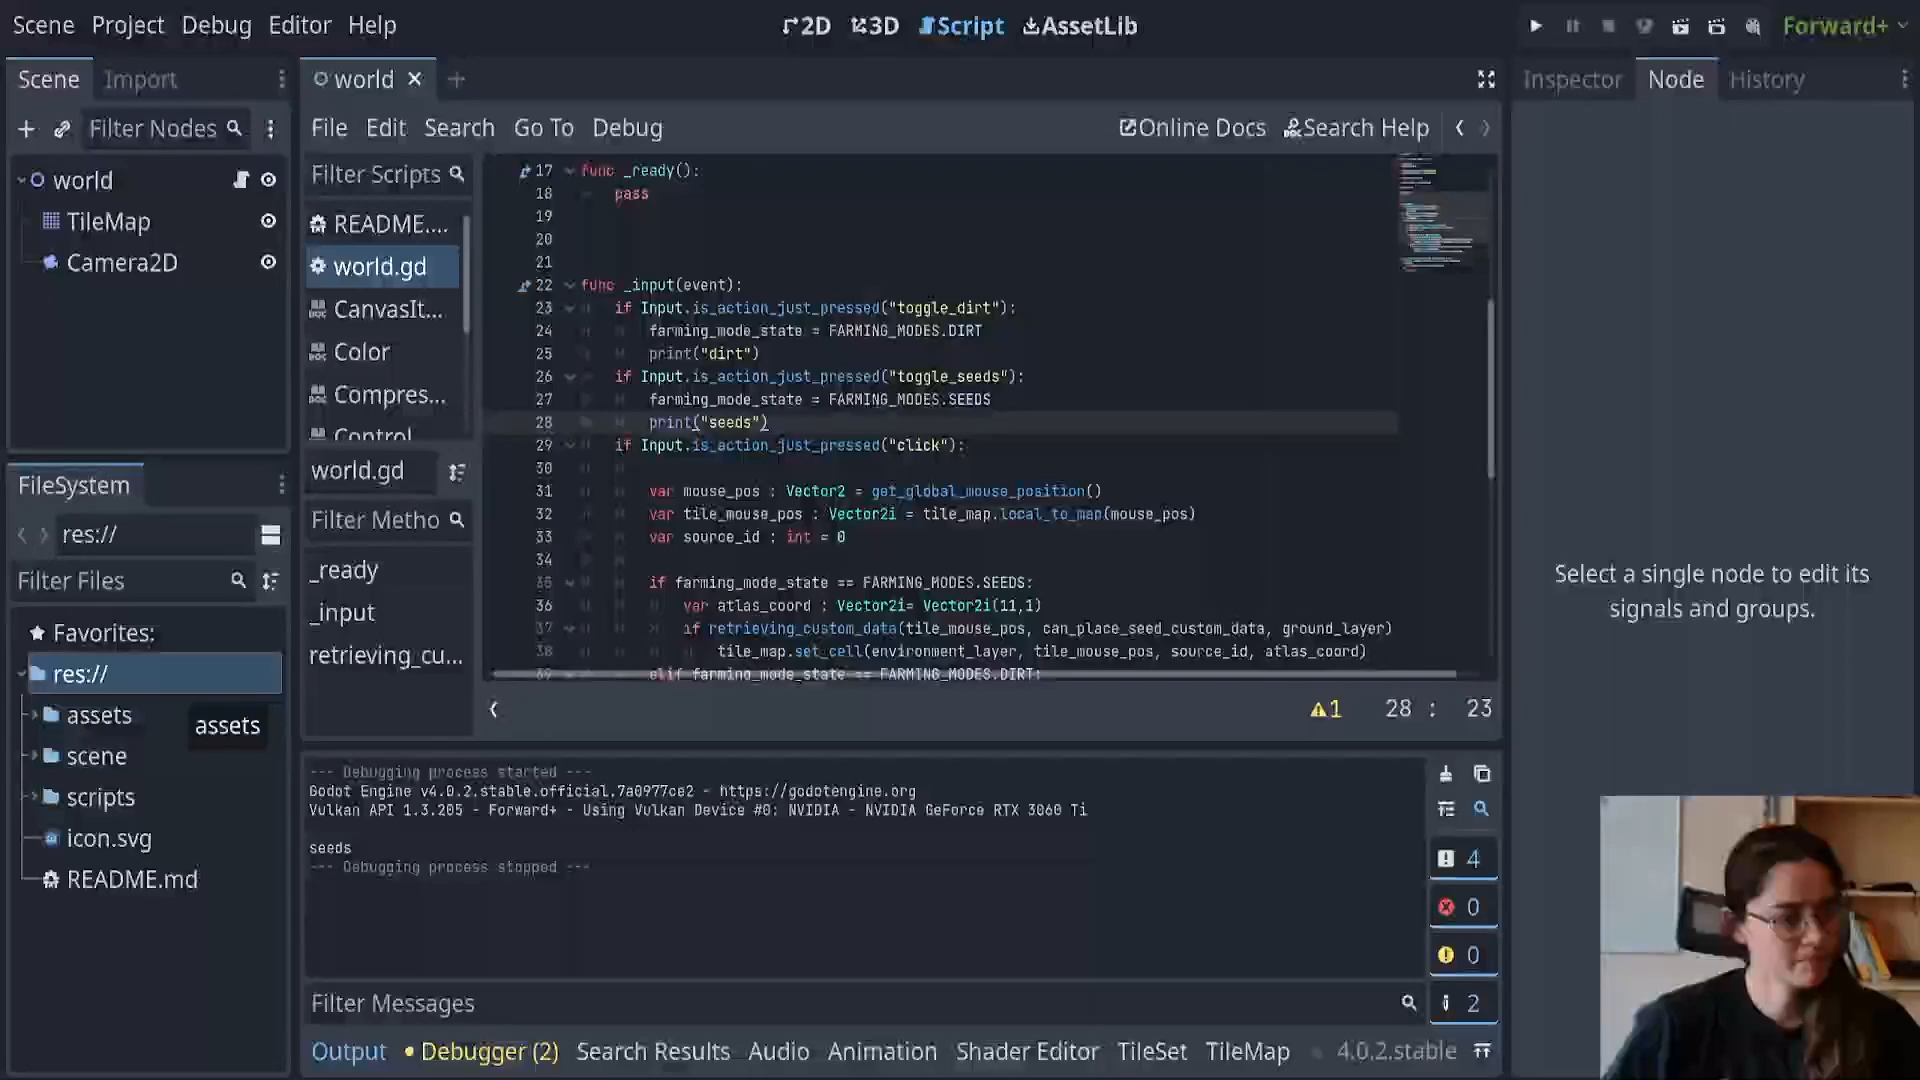 Scene Project Debug Editor Help
2D 3D Script AssetLib
Forward+
Scene Import
world
Inspector Node History
Filter Nodes
File Edit Search Go To Debug
Online Docs Search Help
world
TileMap
Camera2D
Filter Scripts
README....
world.gd
CanvasIt...
Color
Compres...
Control
world.gd
Filter Metho
_ready
_input
retrieving_cu...
17 func _ready():
18 pass
19
20
21
22 func _input(event):
23 if Input.is_action_just_pressed("toggle_dirt"):
24 farming_mode_state = FARMING_MODES.DIRT
25 print("dirt")
26 if Input.is_action_just_pressed("toggle_seeds"):
27 farming_mode_state = FARMING_MODES.SEEDS
28 print("seeds")
29 if Input.is_action_just_pressed("click"):
30
31 var mouse_pos : Vector2 = get_global_mouse_position()
32 var tile_mouse_pos : Vector2i = tile_map.local_to_map(mouse_pos)
33 var source_id : int = 0
34
35 if farming_mode_state == FARMING_MODES.SEEDS:
36 var atlas_coord : Vector2i= Vector2i(11,1)
37 if retrieving_custom_data(tile_mouse_pos, can_place_seed_custom_data, ground_layer)
38 tile_map.set_cell(environment_layer, tile_mouse_pos, source_id, atlas_coord)
39 elif farming_mode_state == FARMING_MODES.DIRT:
1 28 : 23
Select a single node to edit its
signals and groups.
FileSystem
res://
Filter Files
Favorites:
res://
assets
assets
scene
scripts
icon.svg
README.md
--- Debugging process started ---
Godot Engine v4.0.2.stable.official.7a0977ce2 - https://godotengine.org
Vulkan API 1.3.205 - Forward+ - Using Vulkan Device #0: NVIDIA - NVIDIA GeForce RTX 3060 Ti
seeds
--- Debugging process stopped ---
4
0
0
2
Filter Messages
Output Debugger (2) Search Results Audio Animation Shader Editor TileSet TileMap 4.0.2.stable